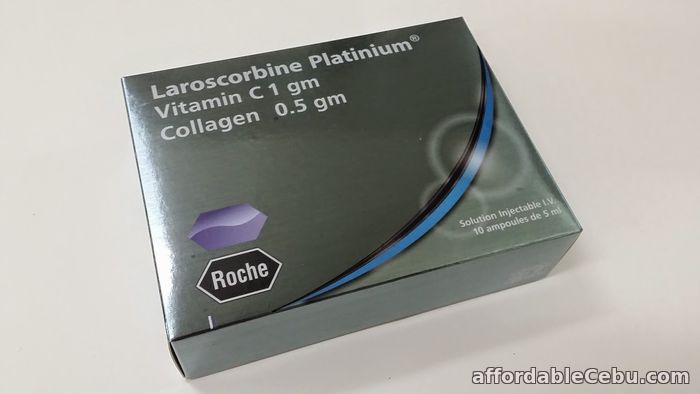 Laroscorbine Platinium®
Vitamin C 1 gm
Collagen 0.5 gm
Solution Injectable I.V.
10 ampoules de 5 ml
Roche
affordableCebu.com